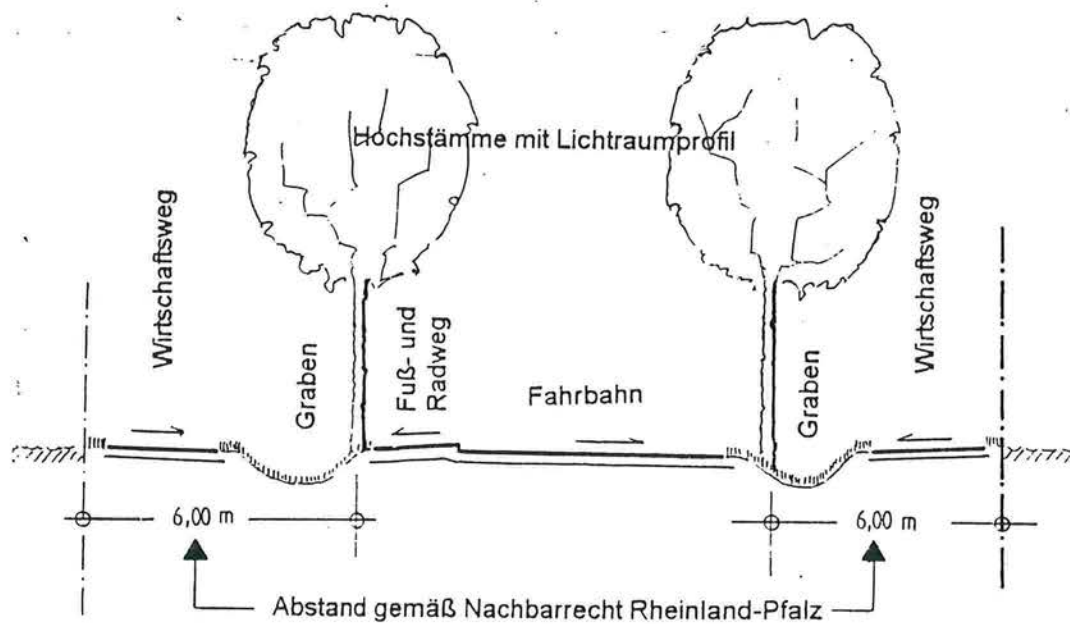 Hochstämme mit Lichtraumprofil
Wirtschaftsweg
Graben
Fuß- und
Radweg
Fahrbahn
Graben
Wirtschaftsweg
6,00 m
6,00 m
Abstand gemäß Nachbarrecht Rheinland-Pfalz